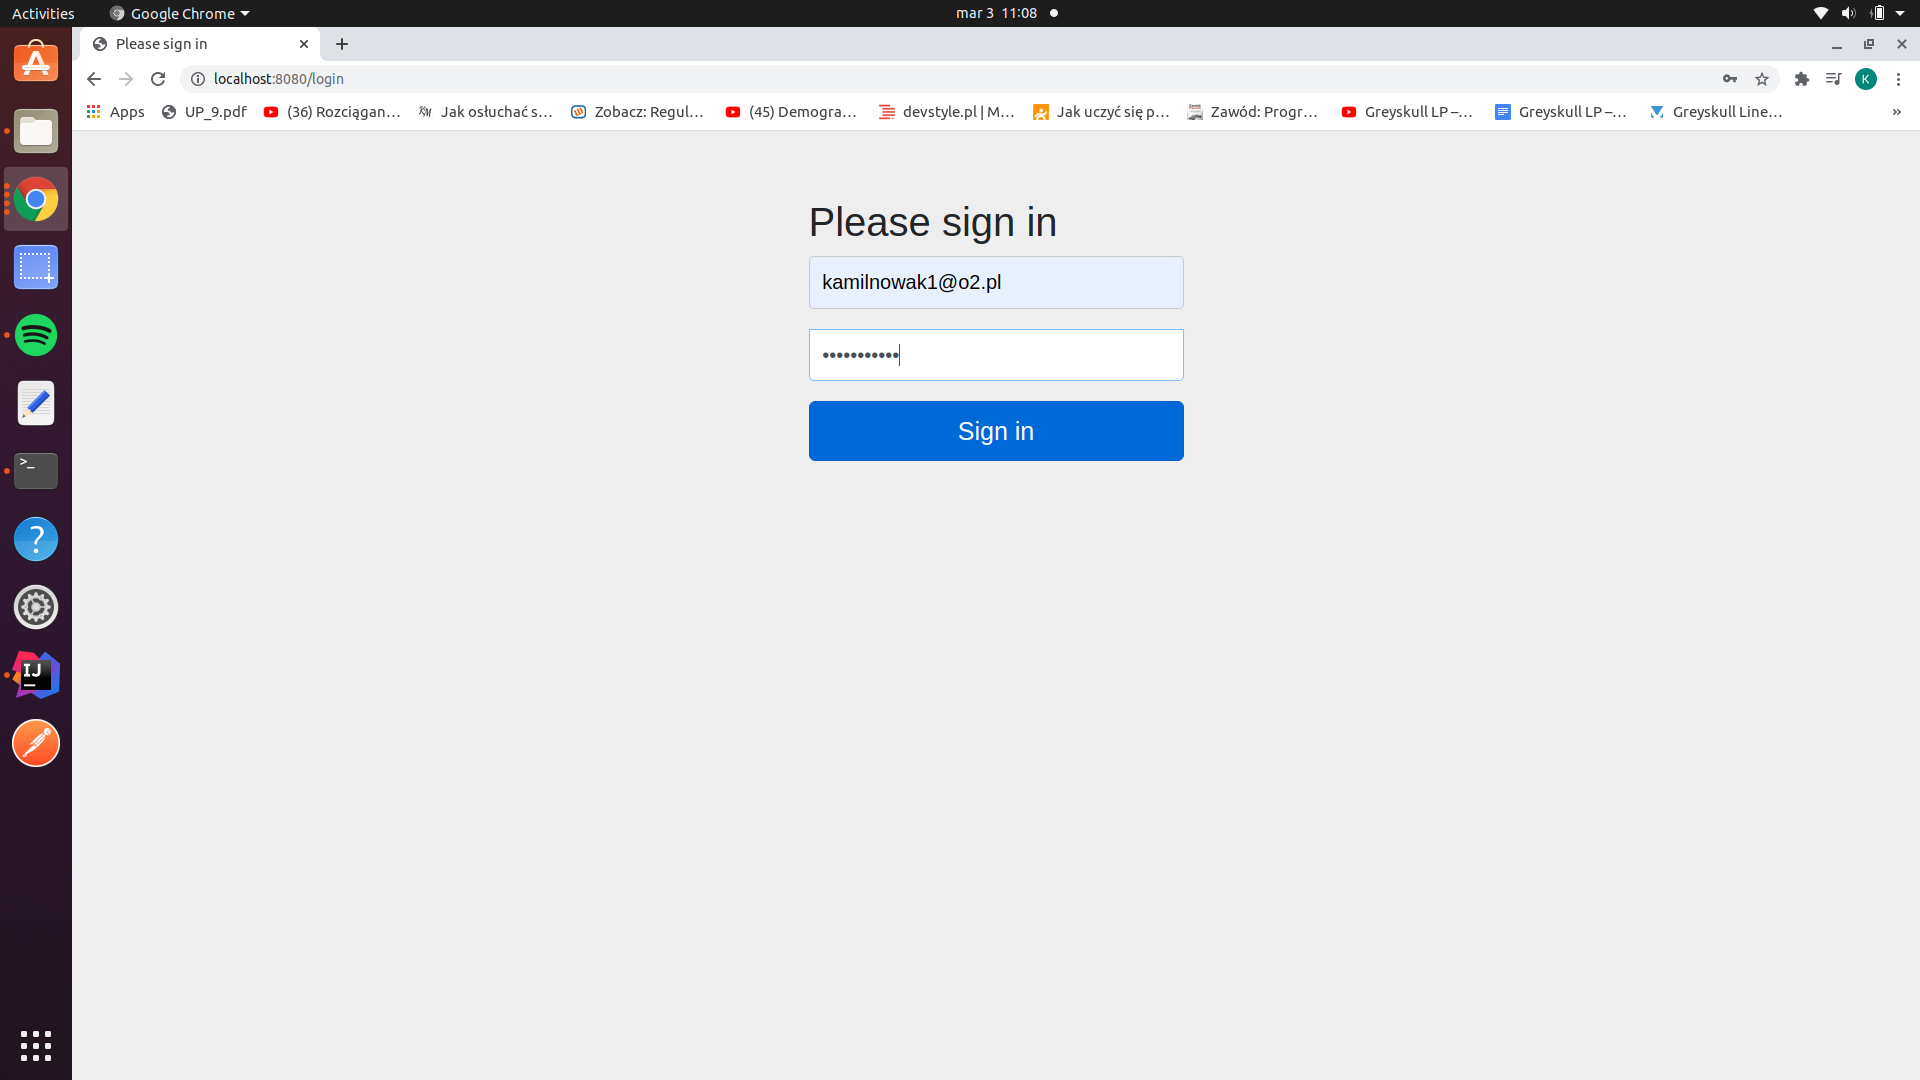 Activities
Google Chrome
mar 3 11:08
Please sign in
localhost:8080/login
K
Apps
UP_9.pdf
(36) Rozciągan…
Jak osłuchać s…
Zobacz: Regul…
(45) Demogra…
devstyle.pl | M…
Jak uczyć się p…
Zawód: Progr…
Greyskull LP –…
Greyskull LP –…
Greyskull Line…
»
Please sign in
kamilnowak1@o2.pl
•••••••••••
Sign in
>_
?
IJ